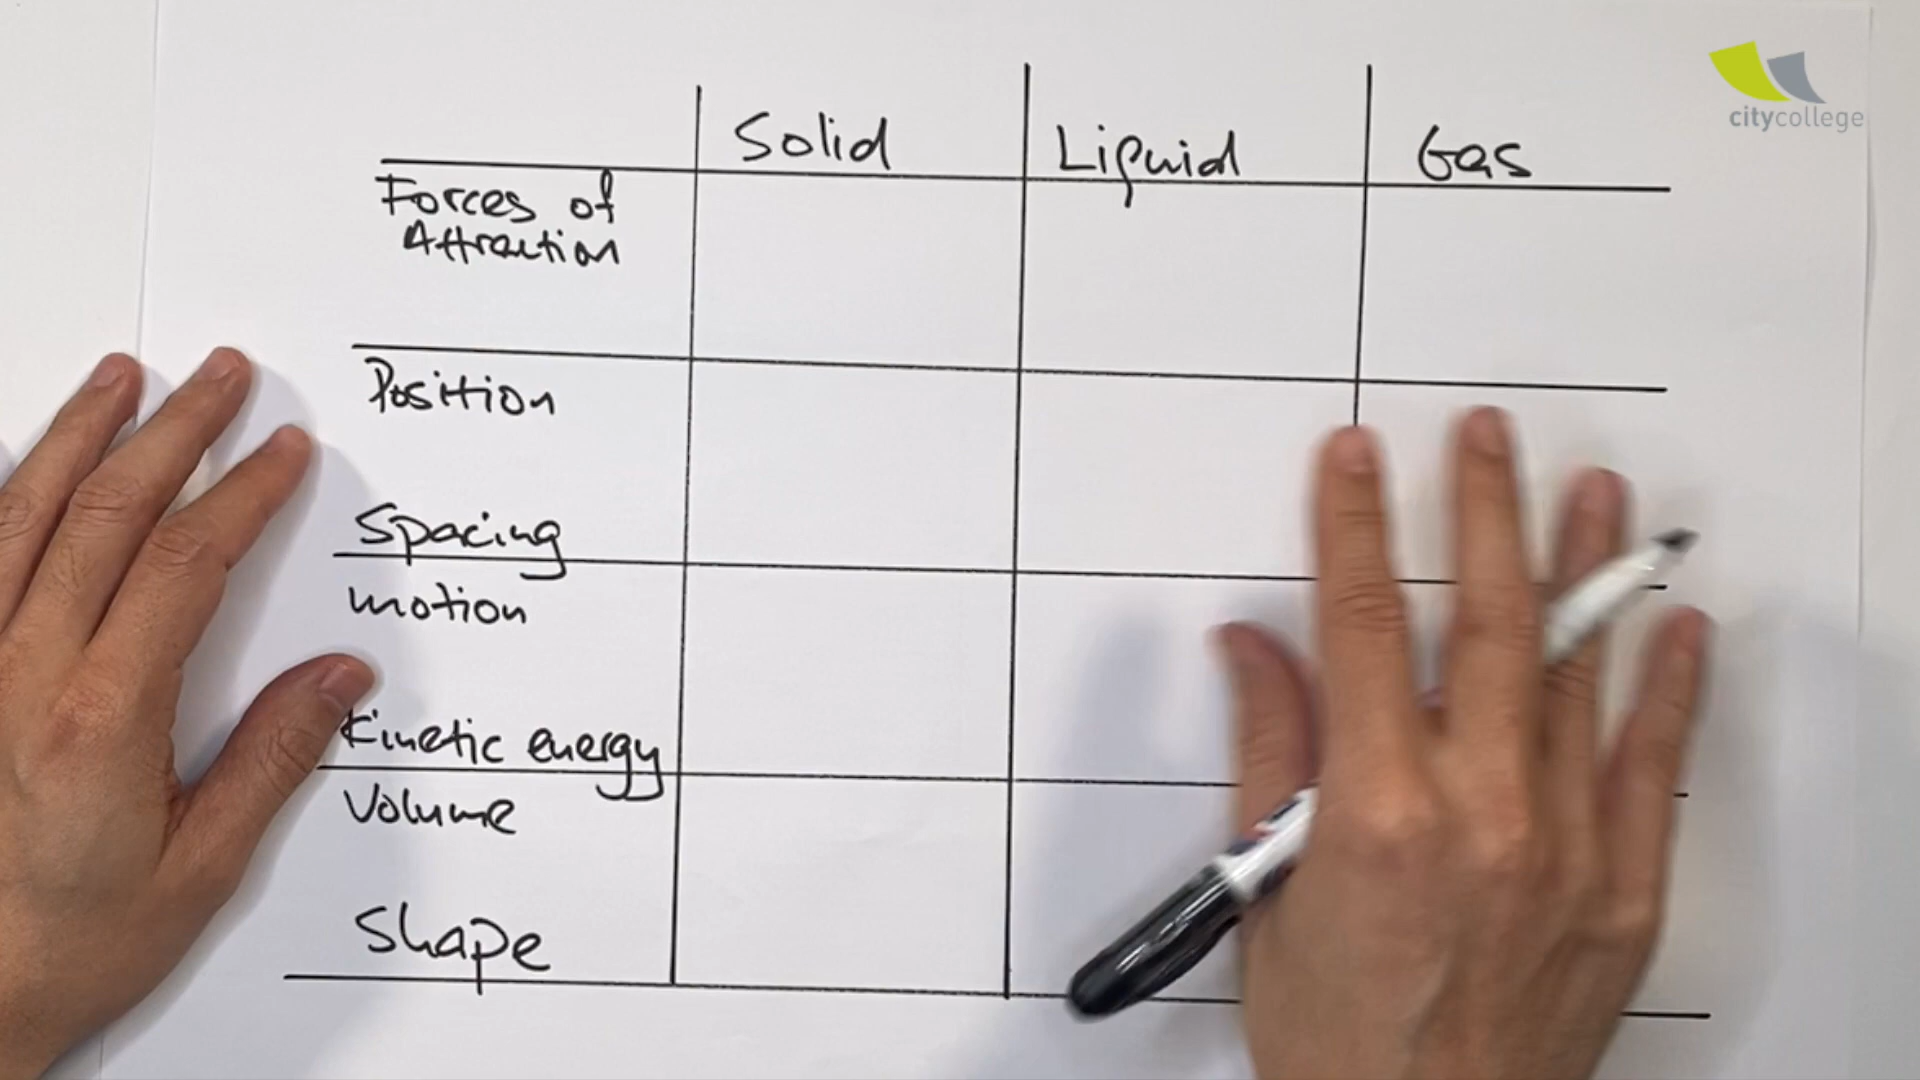 Solid Liquid Gas
Forces of
Attraction
Position
Spacing
motion
Kinetic energy
Volume
Shape
citycollege